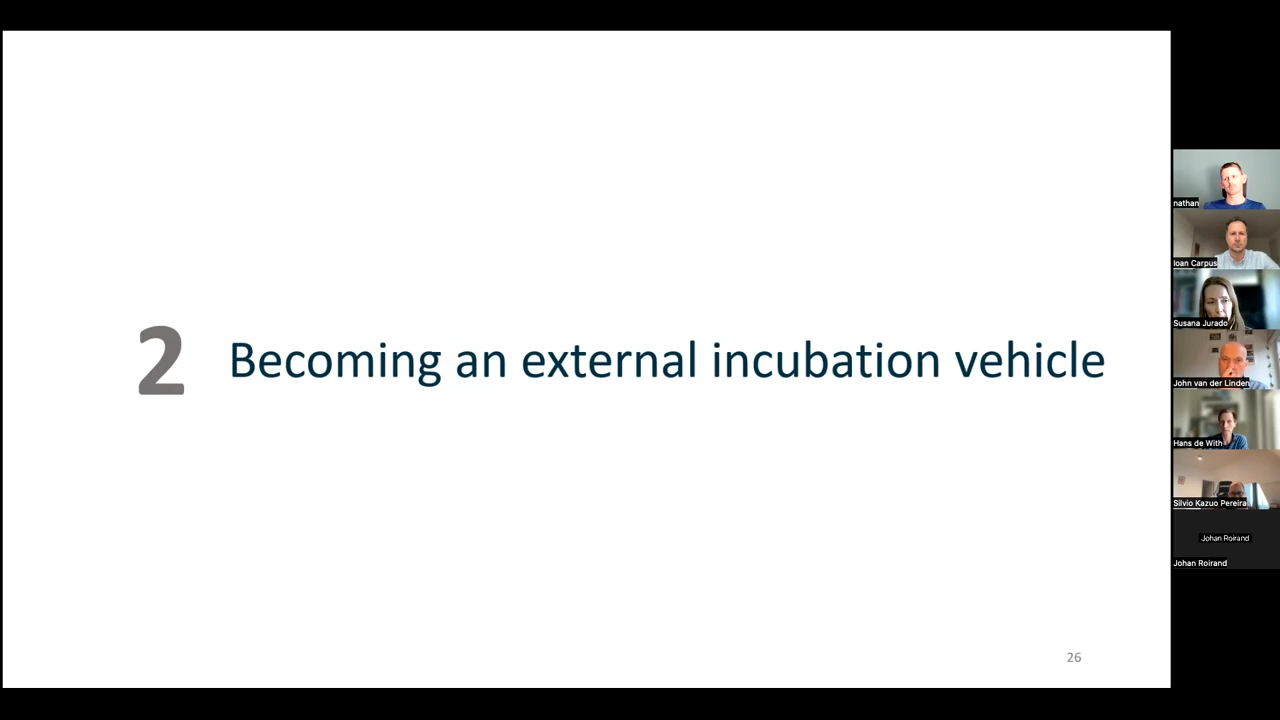 2 Becoming an external incubation vehicle
26
nathan
Ioan Carpus
Susana Jurado
John van der Linden
Hans de With
Silvio Kazuo Pereira
Johan Roirand
Johan Roirand